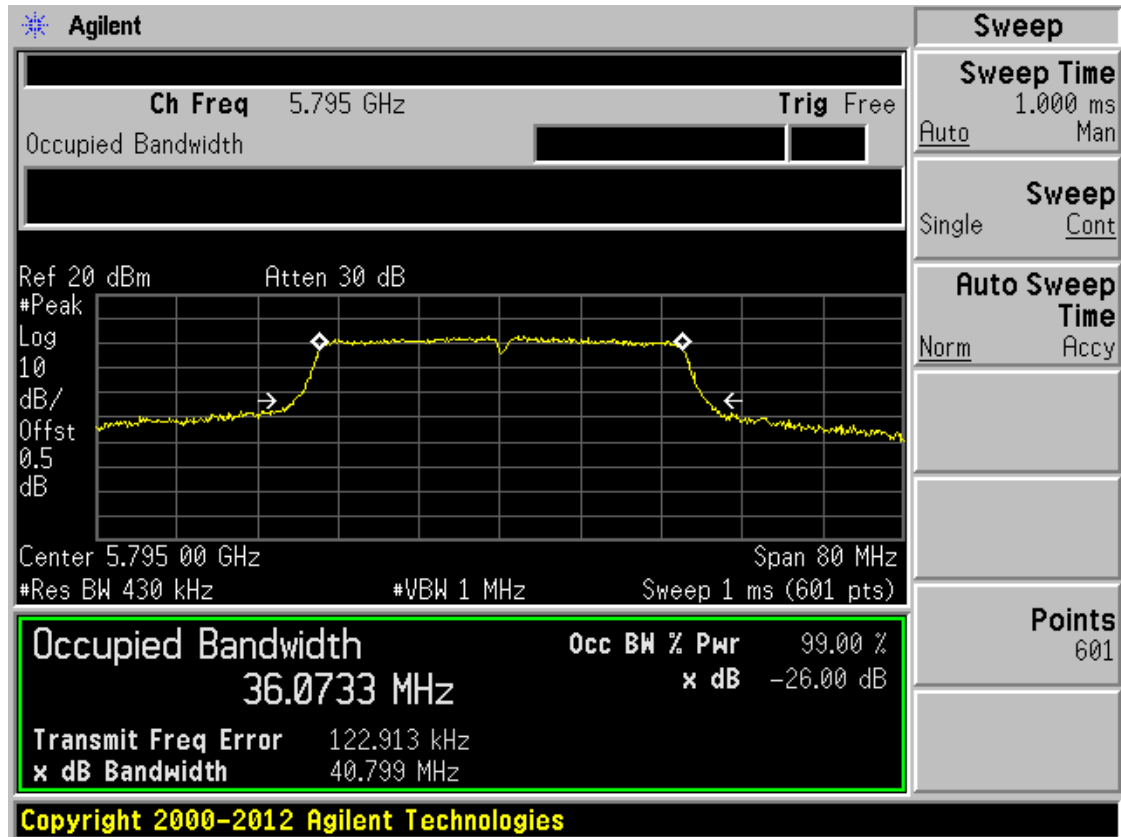 Agilent
Ch Freq 5.795 GHz Trig Free
Occupied Bandwidth
Ref 20 dBm Atten 30 dB
#Peak
Log
10
dB/
Offst
0.5
dB
Center 5.795 00 GHz Span 80 MHz
#Res BW 430 kHz #VBW 1 MHz Sweep 1 ms (601 pts)
Occupied Bandwidth
36.0733 MHz
Occ BW % Pwr 99.00 %
x dB -26.00 dB
Transmit Freq Error 122.913 kHz
x dB Bandwidth 40.799 MHz
Copyright 2000-2012 Agilent Technologies
Sweep
Sweep Time
1.000 ms
Auto Man
Sweep
Single Cont
Auto Sweep
Time
Norm Accy
Points
601